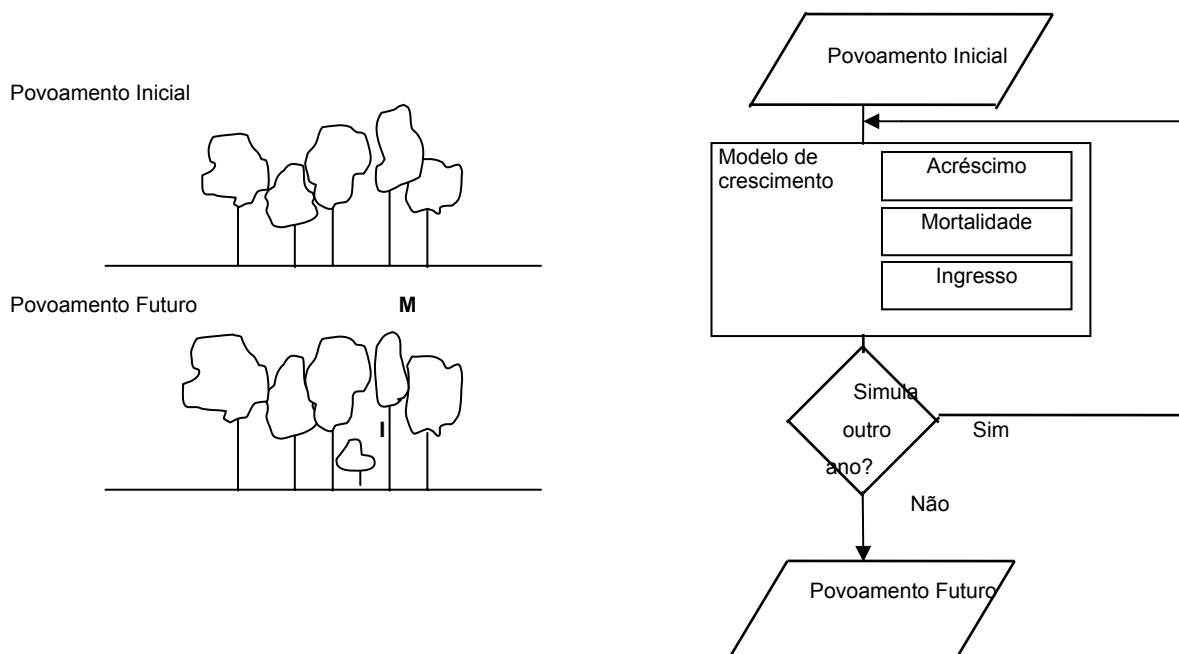 Povoamento Inicial
Povoamento Futuro
M
I
Povoamento Inicial
Modelo de
crescimento
Acréscimo
Mortalidade
Ingresso
Simula
outro
ano?
Sim
Não
Povoamento Futuro